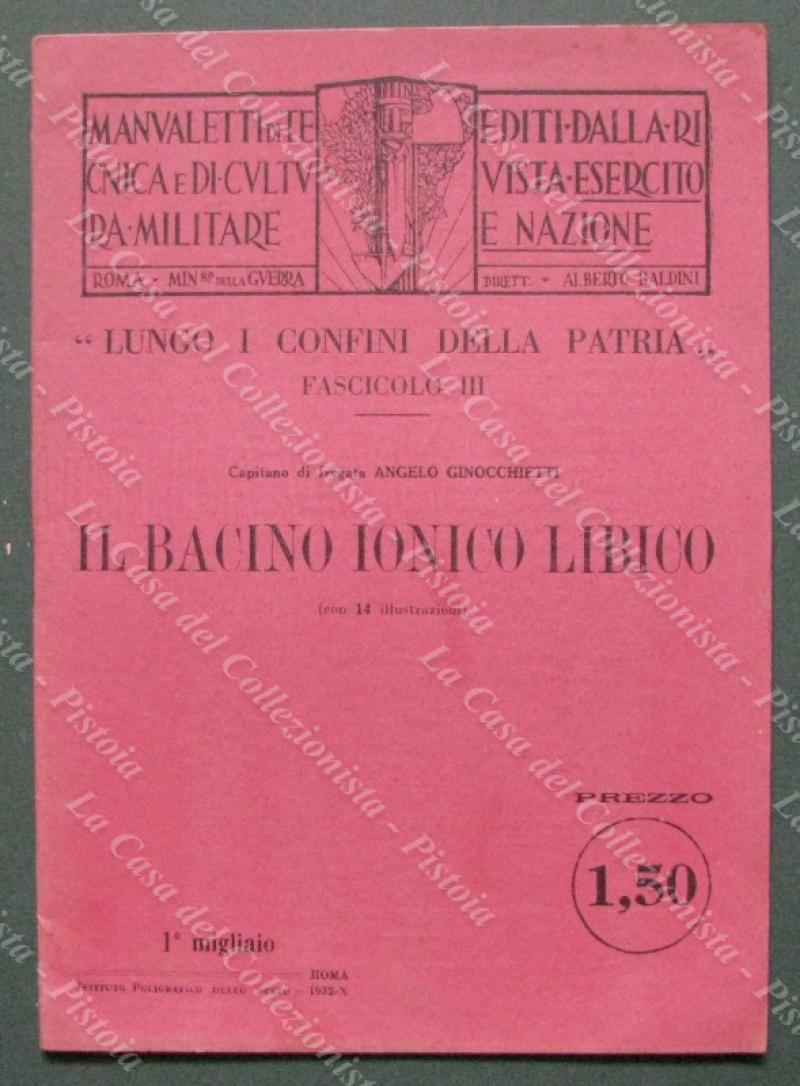 MANVALETTI DI TE
CNICA E DI CVLTV
RA·MILITARE
ROMA - MIN RO DELLA GVERRA
EDITI·DALLA·RI
VISTA·ESERCITO
E NAZIONE
DIRETT. - ALBERTO BALDINI
“ LUNGO I CONFINI DELLA PATRIA „
FASCICOLO III
Capitano di fregata ANGELO GINOCCHIETTI
IL BACINO IONICO LIBICO
(con 14 illustrazioni)
PREZZO
1,50
1° migliaio
ROMA
ISTITUTO POLIGRAFICO DELLO STATO - 1932-X
La Casa del Collezionista - Pistoia